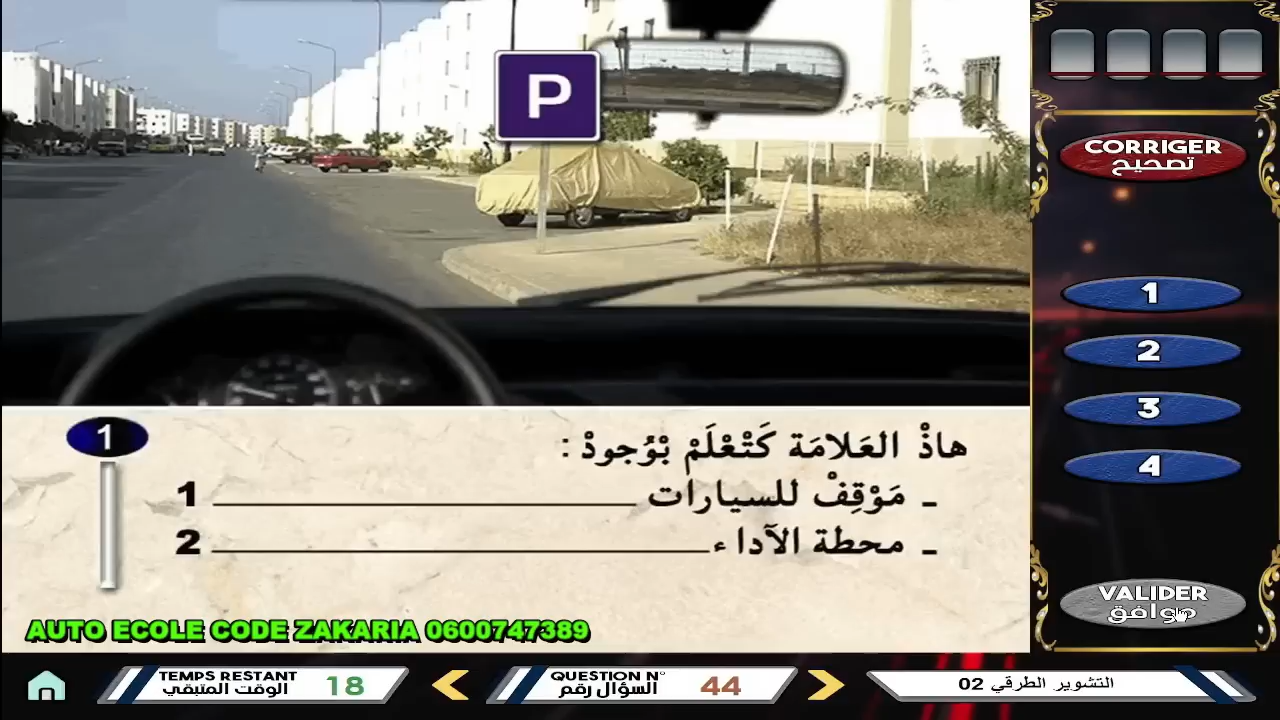 P
CORRIGER
تصحيح
1
2
3
4
VALIDER
موافق
1
هاذْ العَلامَة كَتْعْلَمْ بْوُجودْ :
ـ مَوْقِفْ للسيارات 1
ـ محطة الآداء 2
AUTO ECOLE CODE ZAKARIA 0600747389
TEMPS RESTANT
الوقت المتبقي
18
QUESTION N°
السؤال رقم
44
التشوير الطرقي 02